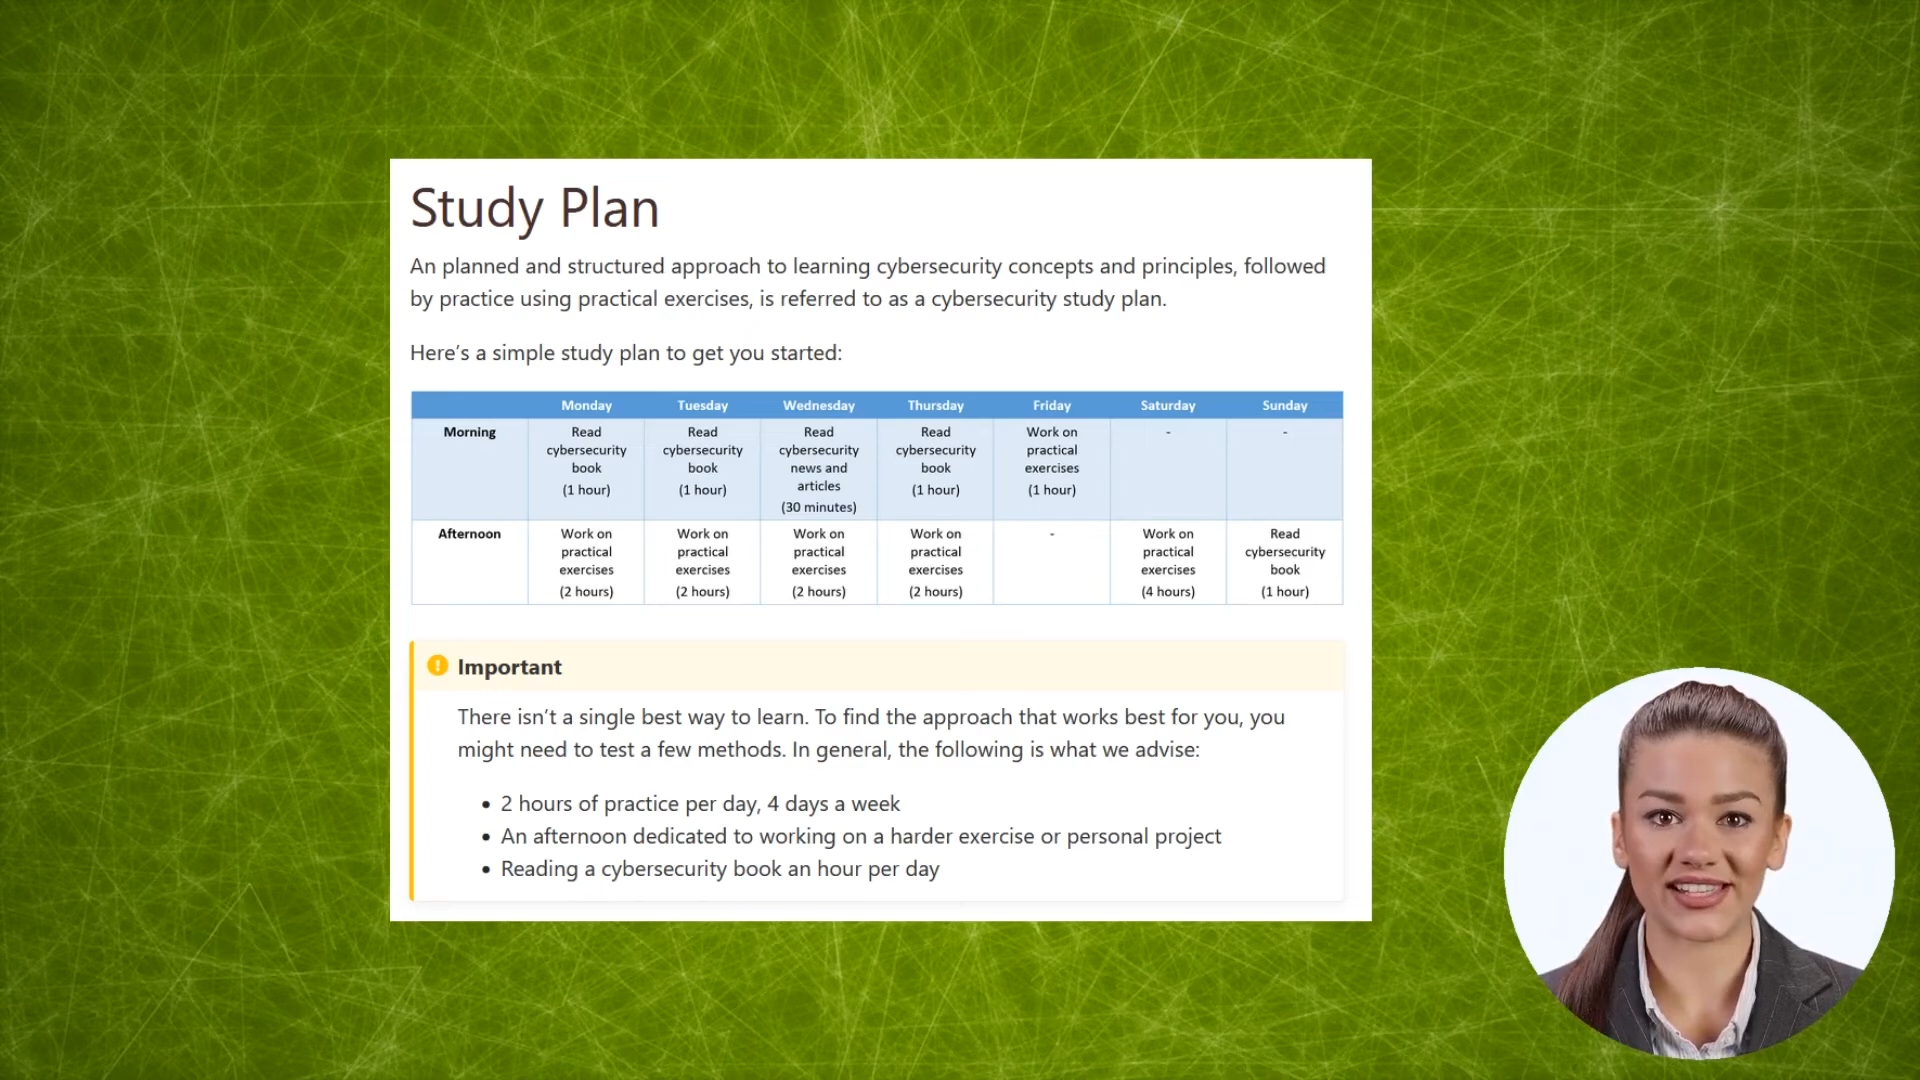 Study Plan
An planned and structured approach to learning cybersecurity concepts and principles, followed
by practice using practical exercises, is referred to as a cybersecurity study plan.
Here's a simple study plan to get you started:
Monday Tuesday Wednesday Thursday Friday Saturday Sunday
Morning
Read
cybersecurity
book
(1 hour)
Read
cybersecurity
book
(1 hour)
Read
cybersecurity
news and
articles
(30 minutes)
Read
cybersecurity
book
(1 hour)
Work on
practical
exercises
(1 hour)
-
-
Afternoon
Work on
practical
exercises
(2 hours)
Work on
practical
exercises
(2 hours)
Work on
practical
exercises
(2 hours)
Work on
practical
exercises
(2 hours)
-
Work on
practical
exercises
(4 hours)
Read
cybersecurity
book
(1 hour)
! Important
There isn't a single best way to learn. To find the approach that works best for you, you
might need to test a few methods. In general, the following is what we advise:
• 2 hours of practice per day, 4 days a week
• An afternoon dedicated to working on a harder exercise or personal project
• Reading a cybersecurity book an hour per day